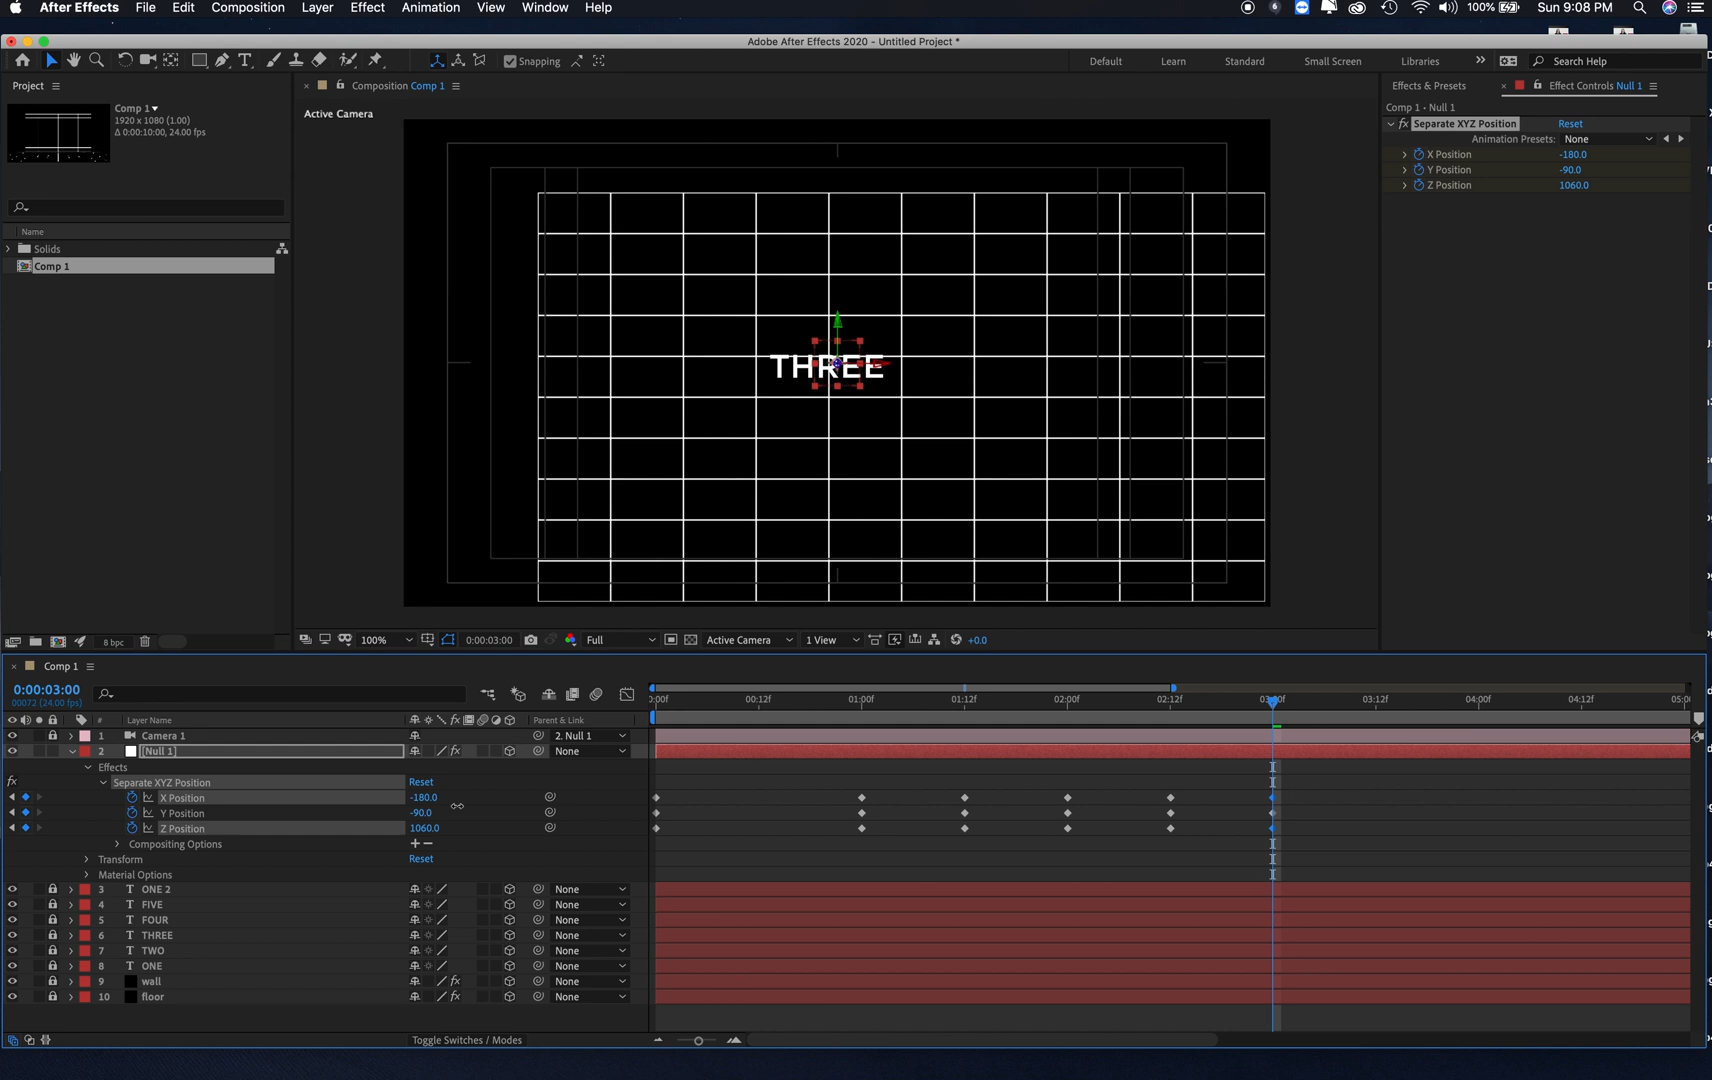 After Effects File Edit Composition Layer Effect Animation View Window Help 6 100% Sun 9:08 PM
Adobe After Effects 2020 - Untitled Project *
Snapping Default Learn Standard Small Screen Libraries Search Help
Project
Composition Comp 1
Effects & Presets Effect Controls Null 1
Comp 1
1920 x 1080 (1.00)
Δ 0:00:10:00, 24.00 fps
Active Camera
Comp 1 • Null 1
fx Separate XYZ Position Reset
Animation Presets: None
X Position -180.0
Y Position -90.0
Z Position 1060.0
Name
Solids
Comp 1
THREE
8 bpc
100% 0:00:03:00 Full Active Camera 1 View +0.0
Comp 1
0:00:03:00
00072 (24.00 fps)
:00f 00:12f 01:00f 01:12f 02:00f 02:12f 03:00f 03:12f 04:00f 04:12f 05:00
# Layer Name fx Parent & Link
1 Camera 1 2. Null 1
2 [Null 1] fx None
Effects
fx Separate XYZ Position Reset
X Position -180.0
Y Position -90.0
Z Position 1060.0
Compositing Options + −
Transform Reset
Material Options
3 T ONE 2 None
4 T FIVE None
5 T FOUR None
6 T THREE None
7 T TWO None
8 T ONE None
9 wall fx None
10 floor fx None
Toggle Switches / Modes